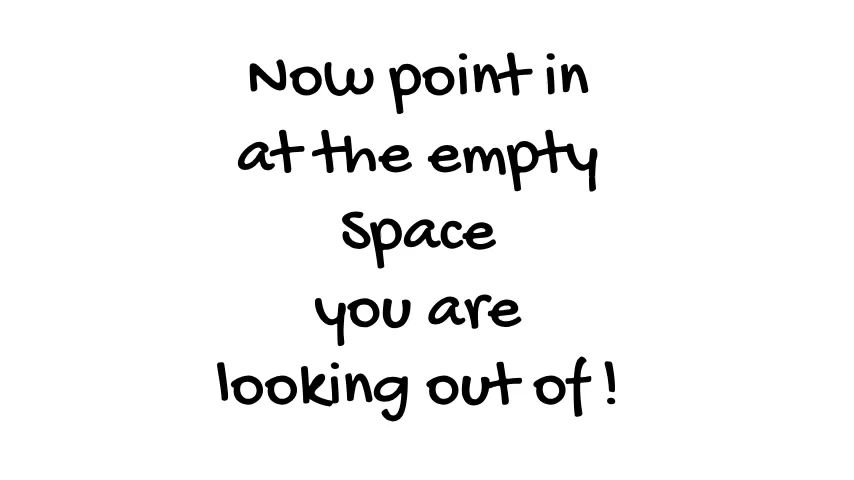 Now point in
at the empty
Space
you are
looking out of!